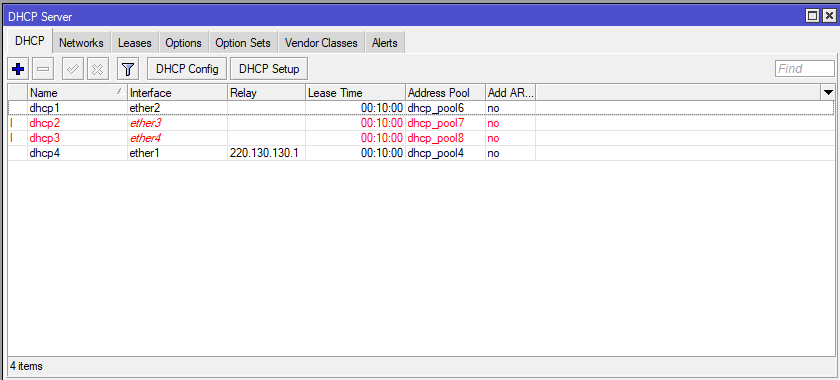 DHCP Server
DHCP Networks Leases Options Option Sets Vendor Classes Alerts
DHCP Config DHCP Setup Find
Name Interface Relay Lease Time Address Pool Add AR...
dhcp1 ether2 00:10:00 dhcp_pool6 no
I dhcp2 ether3 00:10:00 dhcp_pool7 no
I dhcp3 ether4 00:10:00 dhcp_pool8 no
dhcp4 ether1 220.130.130.1 00:10:00 dhcp_pool4 no
4 items